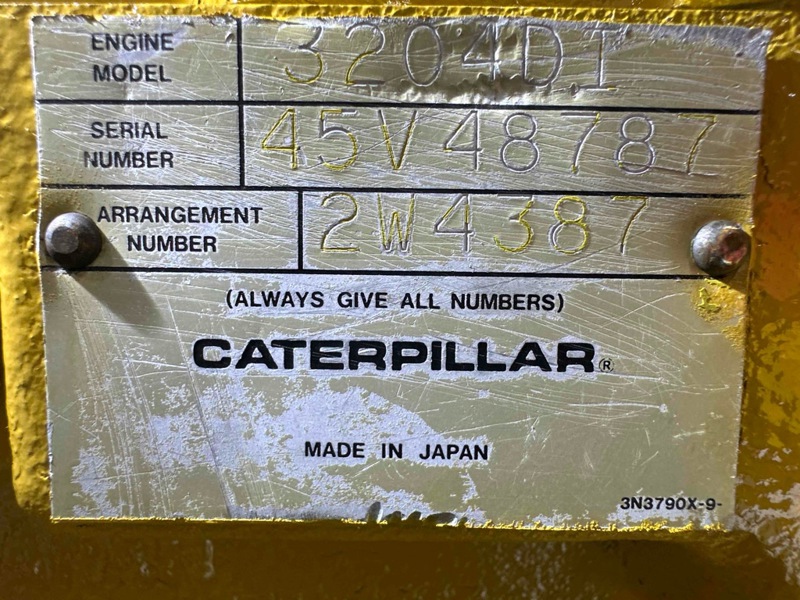 ENGINE
MODEL
3204DI
SERIAL
NUMBER
45V48787
ARRANGEMENT
NUMBER
2W4387
(ALWAYS GIVE ALL NUMBERS)
CATERPILLAR®
MADE IN JAPAN
3N3790X-9-